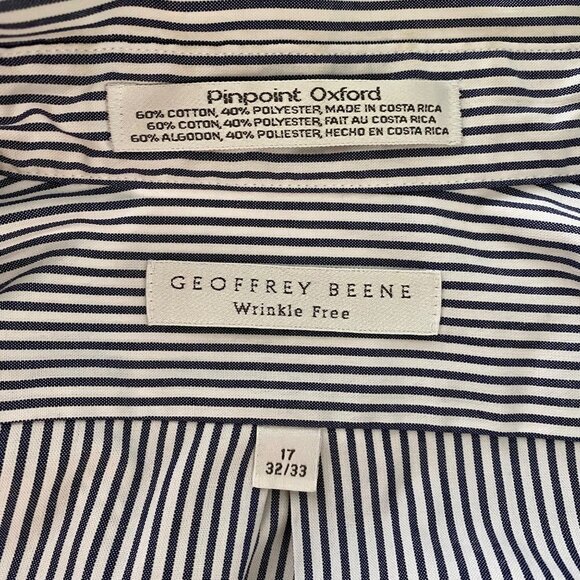 Pinpoint Oxford
60% COTTON, 40% POLYESTER, MADE IN COSTA RICA
60% COTON, 40% POLYESTER, FAIT AU COSTA RICA
60% ALGODON, 40% POLIESTER, HECHO EN COSTA RICA
GEOFFREY BEENE
Wrinkle Free
17
32/33